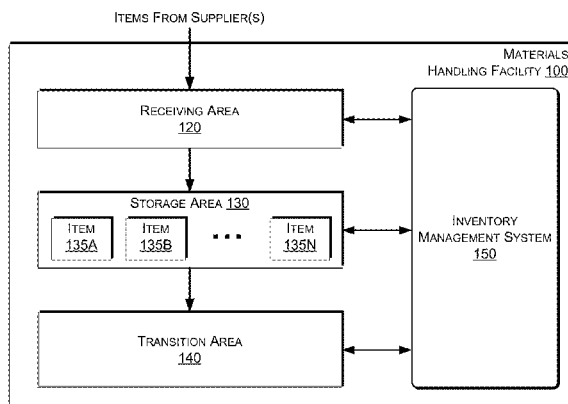 ITEMS FROM SUPPLIER(S)
MATERIALS
HANDLING FACILITY 100
RECEIVING AREA
120
STORAGE AREA 130
ITEM
135A
ITEM
135B
...
ITEM
135N
TRANSITION AREA
140
INVENTORY
MANAGEMENT SYSTEM
150